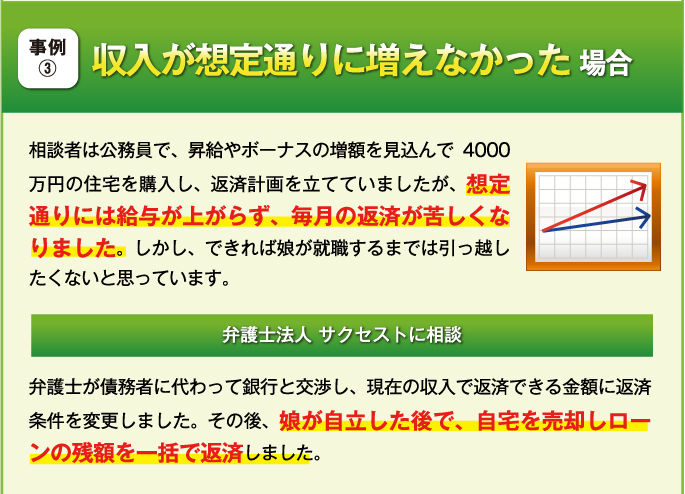 事例
③
収入が想定通りに増えなかった 場合
相談者は公務員で、昇給やボーナスの増額を見込んで 4000
万円の住宅を購入し、返済計画を立てていましたが、想定
通りには給与が上がらず、毎月の返済が苦しくな
りました。しかし、できれば娘が就職するまでは引っ越し
たくないと思っています。
弁護士法人 サクセストに相談
弁護士が債務者に代わって銀行と交渉し、現在の収入で返済できる金額に返済
条件を変更しました。その後、娘が自立した後で、自宅を売却しロー
ンの残額を一括で返済しました。